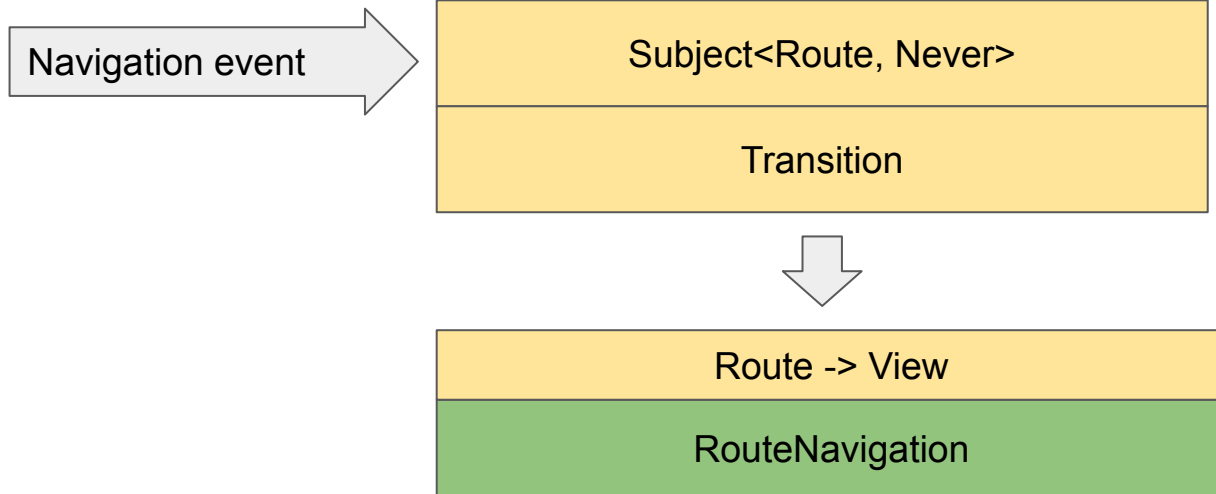 Navigation event
Subject<Route, Never>
Transition
Route -> View
RouteNavigation